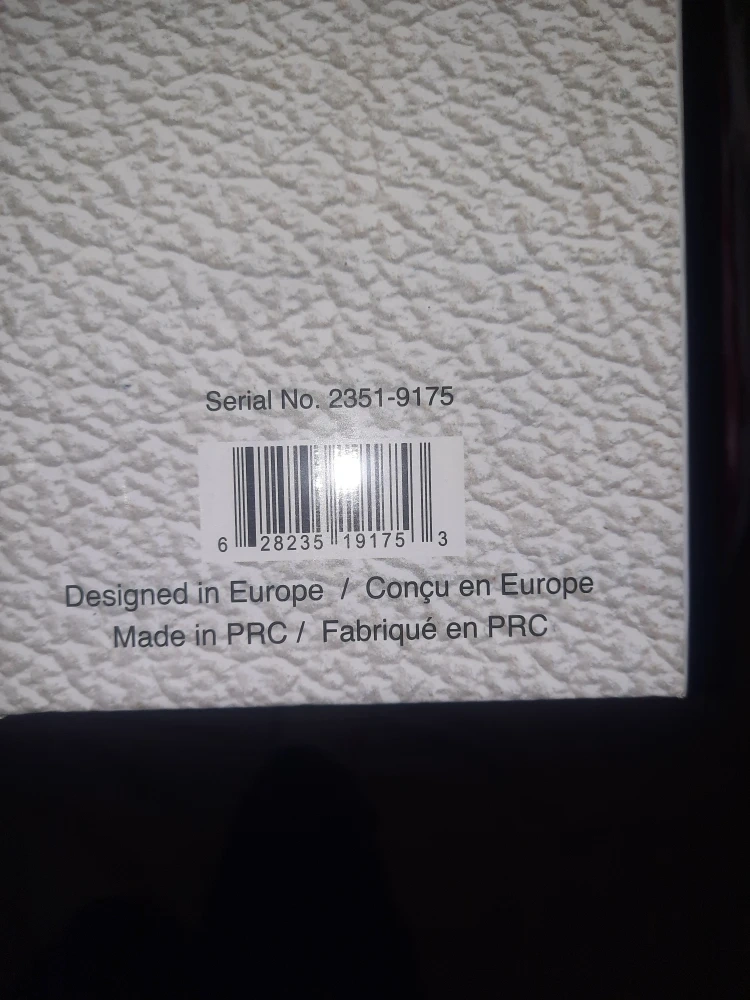 Serial No. 2351-9175
6 28235 19175 3
Designed in Europe / Conçu en Europe
Made in PRC / Fabriqué en PRC